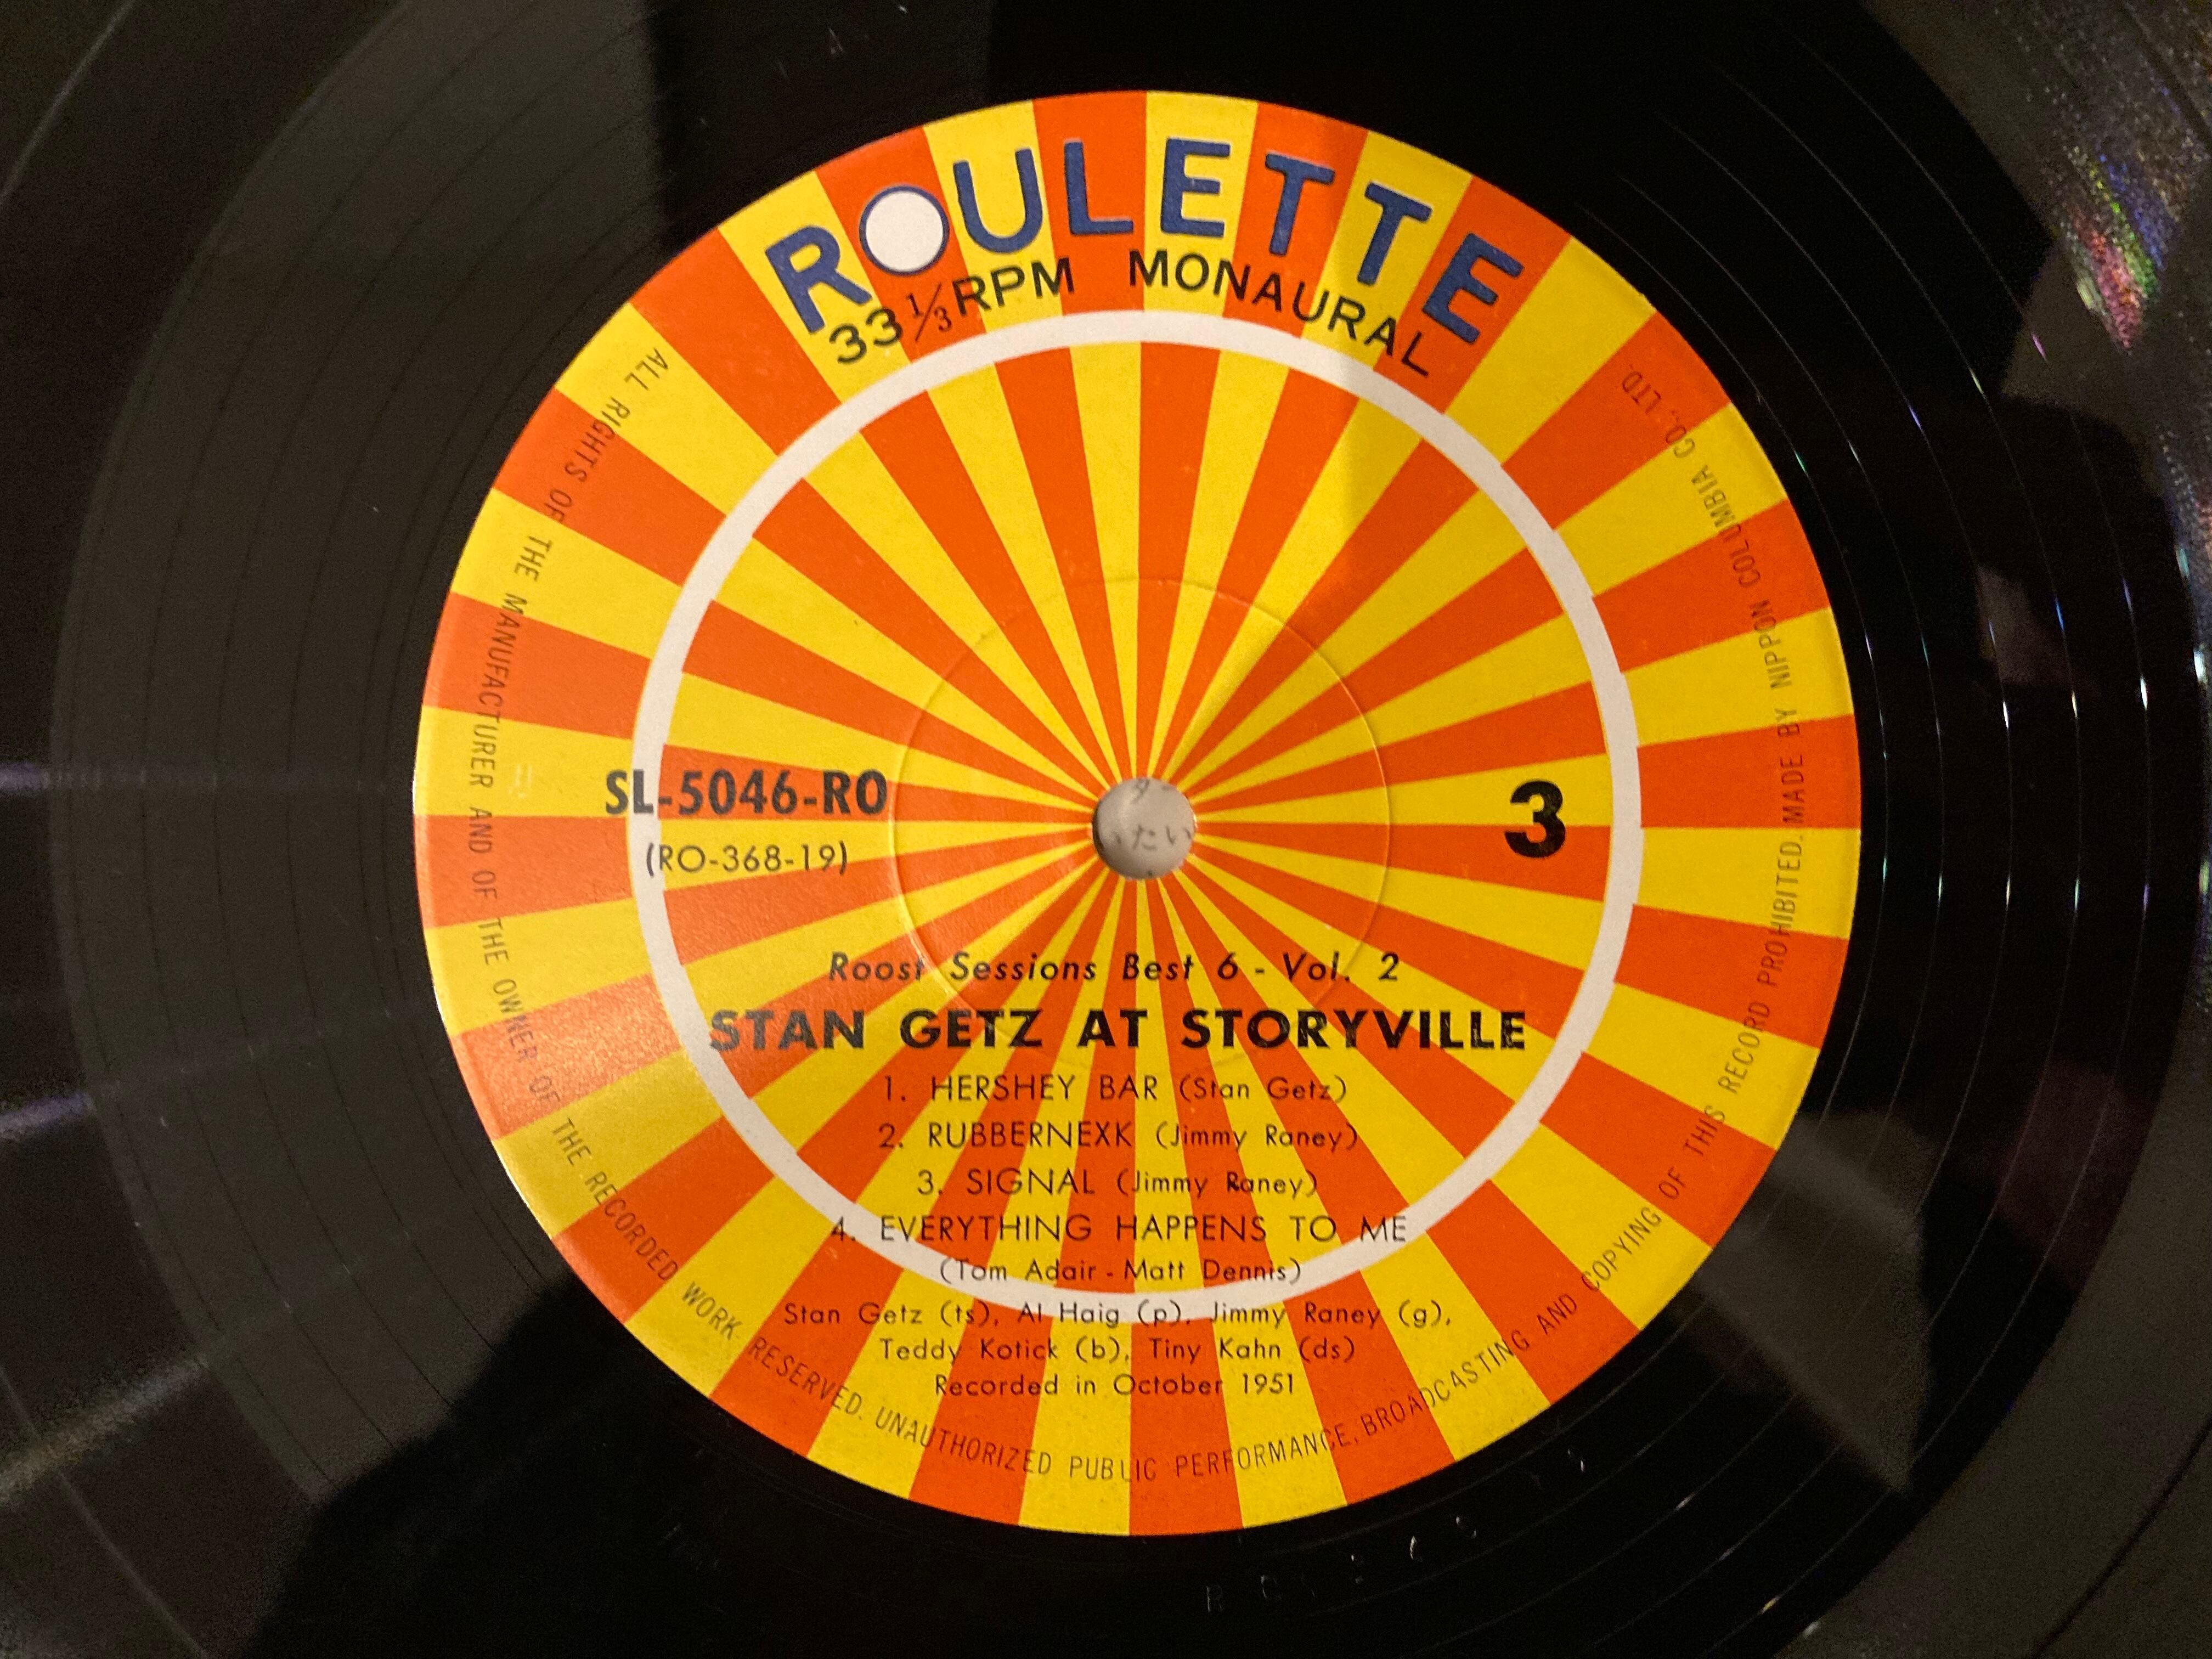 ROULETTE
33 1/3 RPM MONAURAL
SL-5046-RO
(RO-368-19)
3
たい
Roost Sessions Best 6 - Vol. 2
STAN GETZ AT STORYVILLE
1. HERSHEY BAR (Stan Getz)
2. RUBBERNEXK (Jimmy Raney)
3. SIGNAL (Jimmy Raney)
4. EVERYTHING HAPPENS TO ME
(Tom Adair - Matt Dennis)
Stan Getz (ts), Al Haig (p), Jimmy Raney (g),
Teddy Kotick (b), Tiny Kahn (ds)
Recorded in October 1951
ALL RIGHTS OF THE MANUFACTURER AND OF THE OWNER OF THE RECORDED WORK RESERVED. UNAUTHORIZED PUBLIC PERFORMANCE, BROADCASTING AND COPYING OF THIS RECORD PROHIBITED. MADE BY NIPPON COLUMBIA CO., LTD.